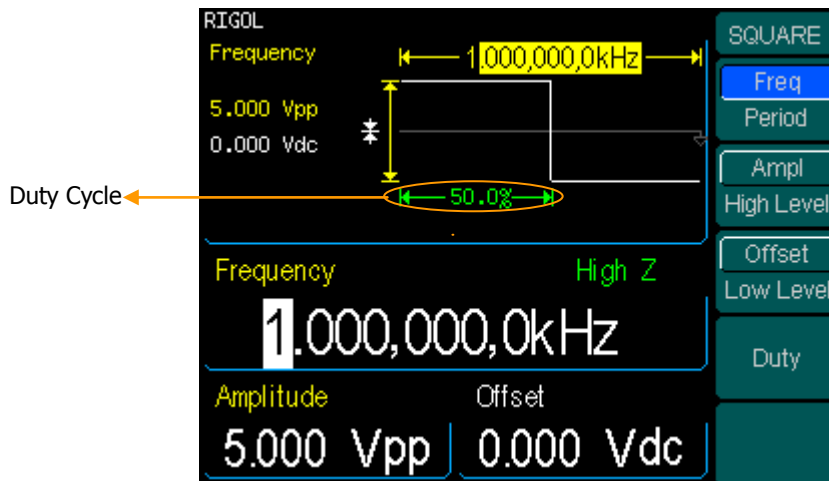 RIGOL
Frequency
1.000,000,0kHz
5.000 Vpp
0.000 Vdc
50.0%
Duty Cycle
Frequency
High Z
1.000,000,0kHz
Amplitude
Offset
5.000 Vpp
0.000 Vdc
SQUARE
Freq
Period
Ampl
High Level
Offset
Low Level
Duty